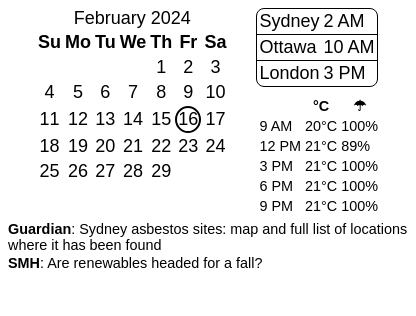 February 2024
Su Mo Tu We Th Fr Sa
1 2 3
4 5 6 7 8 9 10
11 12 13 14 15 16 17
18 19 20 21 22 23 24
25 26 27 28 29
Sydney 2 AM
Ottawa 10 AM
London 3 PM
°C ☂
9 AM 20°C 100%
12 PM 21°C 89%
3 PM 21°C 100%
6 PM 21°C 100%
9 PM 21°C 100%
Guardian: Sydney asbestos sites: map and full list of locations
where it has been found
SMH: Are renewables headed for a fall?